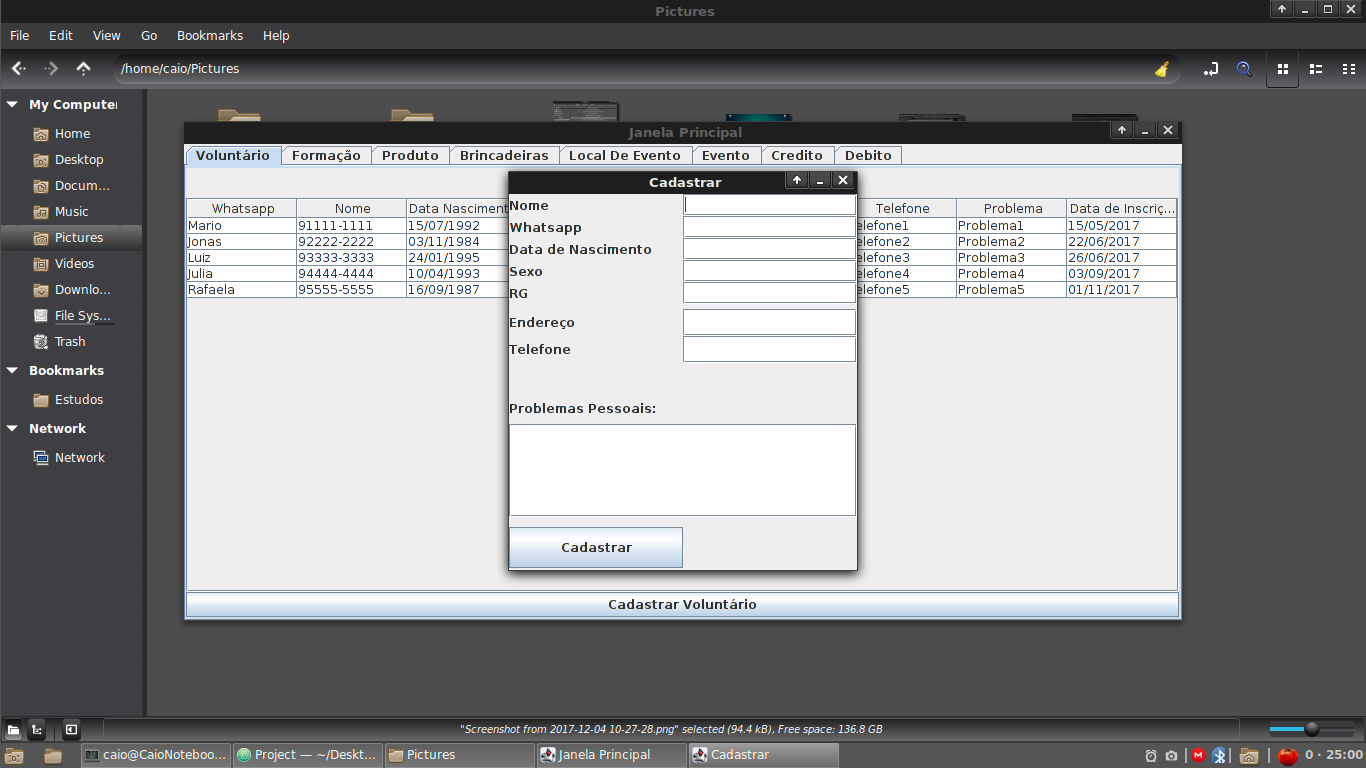 Pictures
File Edit View Go Bookmarks Help
/home/caio/Pictures
My Compute
Home
Desktop
Docum...
Music
Pictures
Videos
Downlo...
File Sys...
Trash
Bookmarks
Estudos
Network
Network
Janela Principal
Voluntário Formação Produto Brincadeiras Local De Evento Evento Credito Debito
Whatsapp Nome Data Nasciment Telefone Problema Data de Inscriç...
Mario 91111-1111 15/07/1992 elefone1 Problema1 15/05/2017
Jonas 92222-2222 03/11/1984 elefone2 Problema2 22/06/2017
Luiz 93333-3333 24/01/1995 elefone3 Problema3 26/06/2017
Julia 94444-4444 10/04/1993 elefone4 Problema4 03/09/2017
Rafaela 95555-5555 16/09/1987 elefone5 Problema5 01/11/2017
Cadastrar
Nome
Whatsapp
Data de Nascimento
Sexo
RG
Endereço
Telefone
Problemas Pessoais:
Cadastrar
Cadastrar Voluntário
"Screenshot from 2017-12-04 10-27-28.png" selected (94.4 kB), Free space: 136.8 GB
caio@CaioNoteboo... Project — ~/Deskt... Pictures Janela Principal Cadastrar M 0 · 25:00